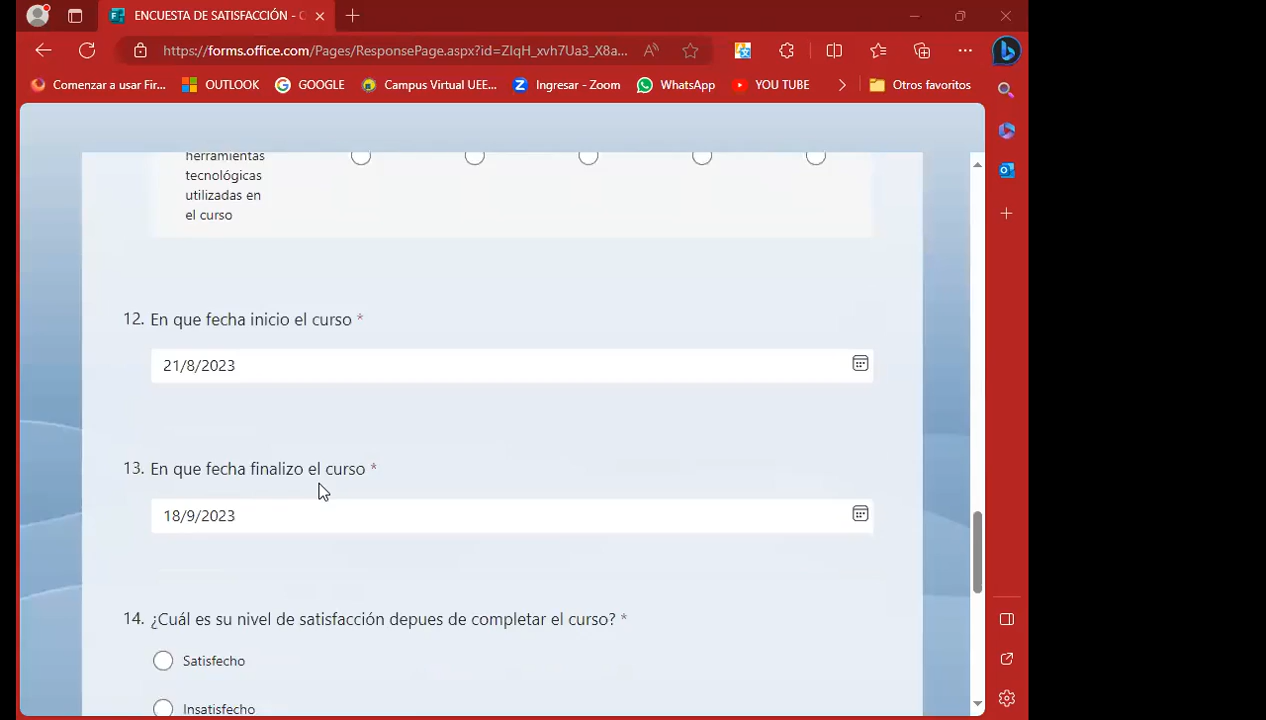 ENCUESTA DE SATISFACCIÓN - C
https://forms.office.com/Pages/ResponsePage.aspx?id=ZIqH_xvh7Ua3_X8a...
Comenzar a usar Fir... OUTLOOK GOOGLE Campus Virtual UEE... Ingresar - Zoom WhatsApp YOU TUBE Otros favoritos
herramientas
tecnológicas
utilizadas en
el curso
12. En que fecha inicio el curso *
21/8/2023
13. En que fecha finalizo el curso *
18/9/2023
14. ¿Cuál es su nivel de satisfacción depues de completar el curso? *
Satisfecho
Insatisfecho